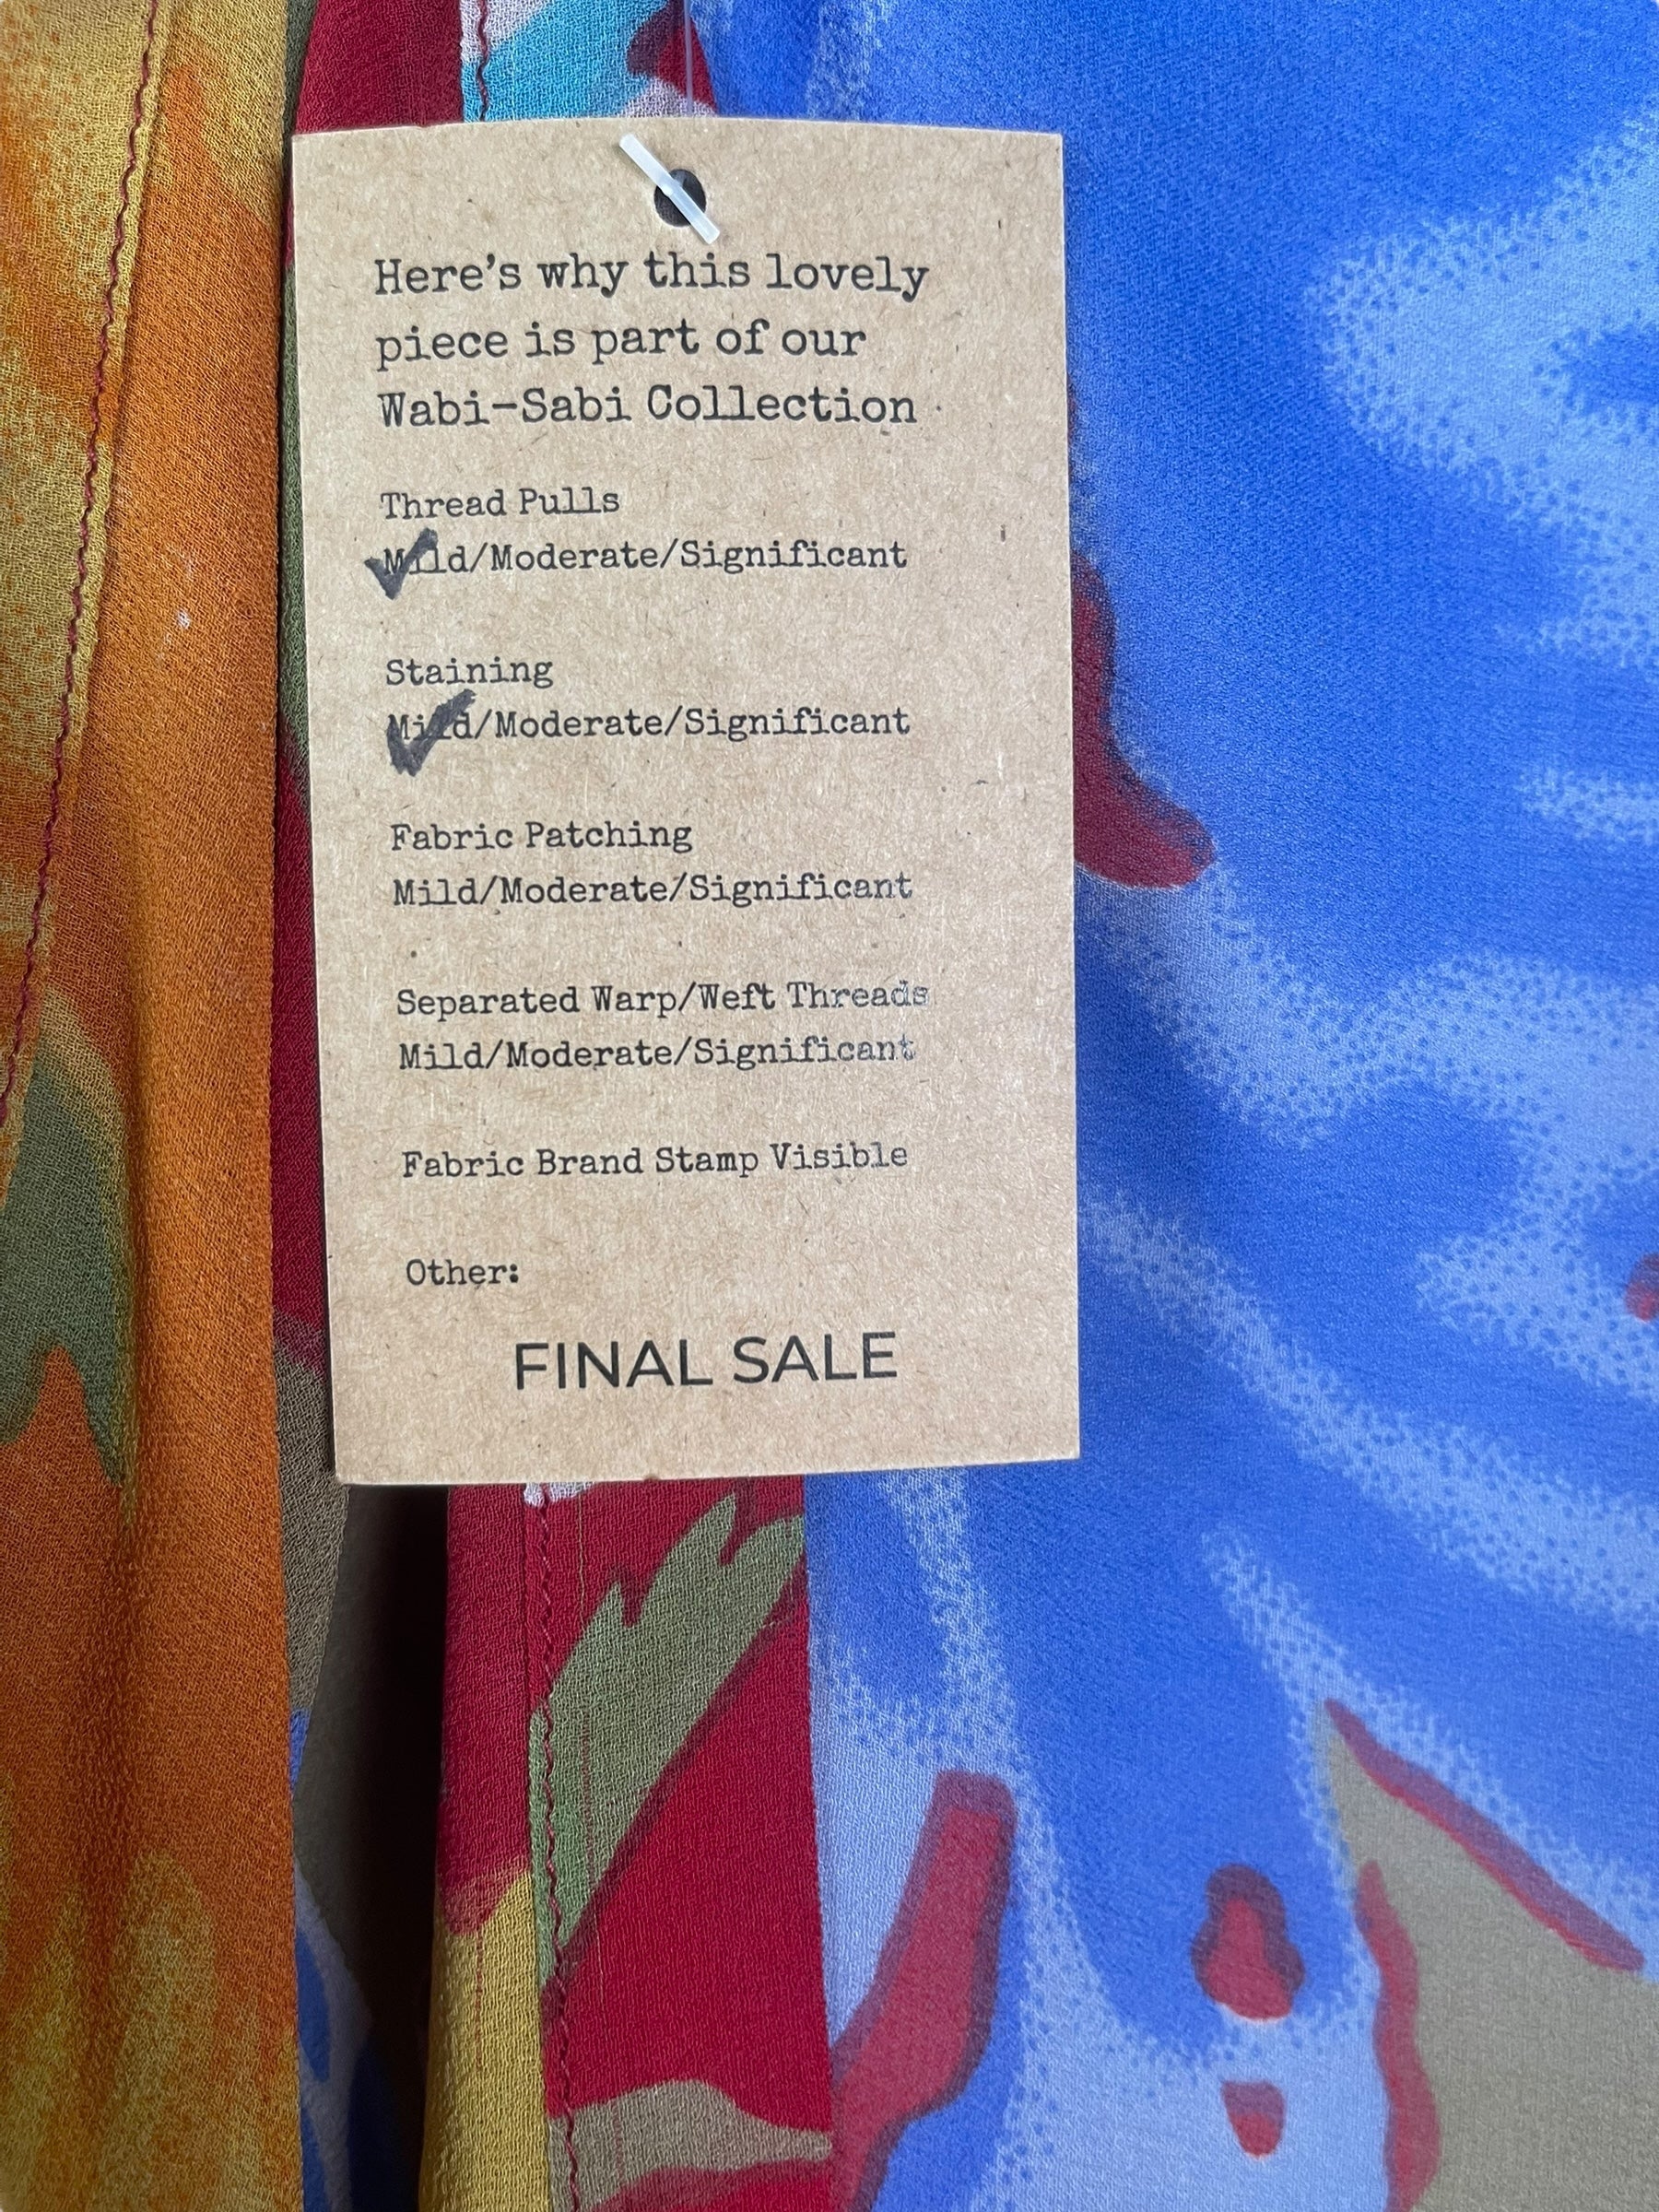 Here's why this lovely
piece is part of our
Wabi-Sabi Collection
Thread Pulls
Mild/Moderate/Significant
Staining
Mild/Moderate/Significant
Fabric Patching
Mild/Moderate/Significant
Separated Warp/Weft Threads
Mild/Moderate/Significant
Fabric Brand Stamp Visible
Other:
FINAL SALE